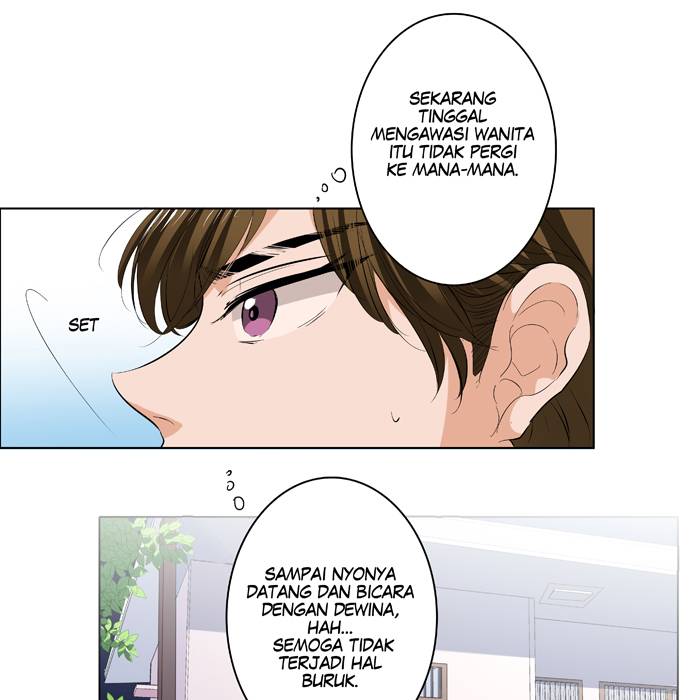 SEKARANG
TINGGAL
MENGAWASI WANITA
ITU TIDAK PERGI
KE MANA-MANA.
SET
SAMPAI NYONYA
DATANG DAN BICARA
DENGAN DEWINA,
HAH...
SEMOGA TIDAK
TERJADI HAL
BURUK.